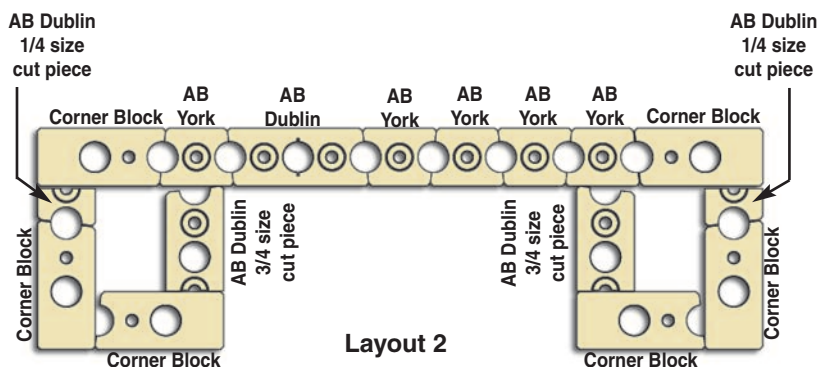 AB Dublin
1/4 size
cut piece
AB Dublin
1/4 size
cut piece
Corner Block
AB
York
AB
Dublin
AB
York
AB
York
AB
York
AB
York
Corner Block
Corner Block
AB Dublin
3/4 size
cut piece
AB Dublin
3/4 size
cut piece
Corner Block
Corner Block
Layout 2
Corner Block